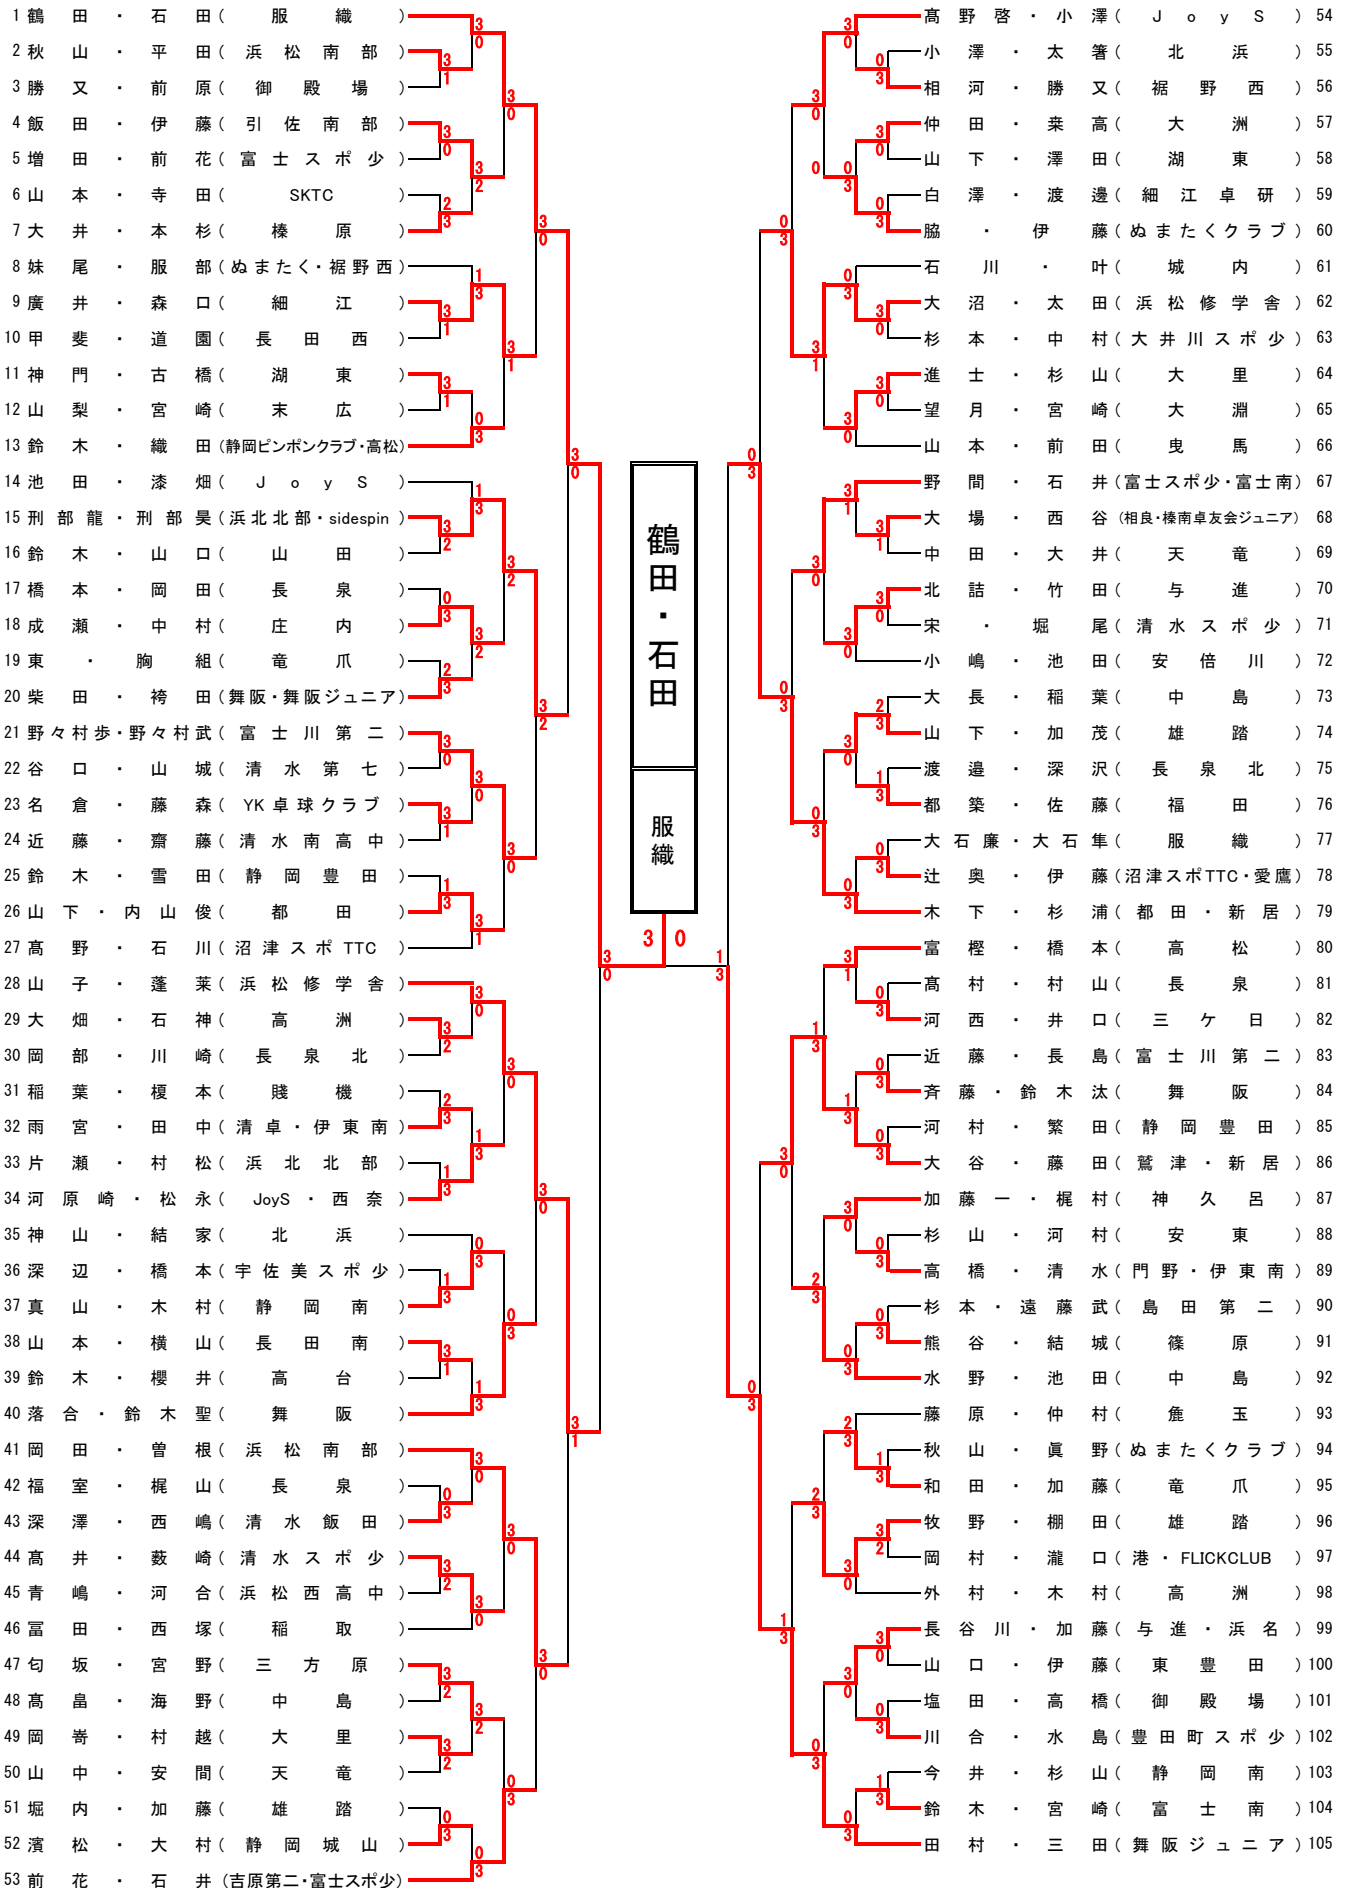 1 鶴田・石田(服織)
2 秋山・平田(浜松南部)
3 勝又・前原(御殿場)
4 飯田・伊藤(引佐南部)
5 増田・前花(富士スポ少)
6 山本・寺田(SKTC)
7 大井・本杉(榛原)
8 妹尾・服部(ぬまたく・裾野西)
9 廣井・森口(細江)
10 甲斐・道園(長田西)
11 神門・古橋(湖東)
12 山梨・宮崎(末広)
13 鈴木・織田(静岡ピンポンクラブ・高松)
14 池田・漆畑(JoyS)
15 刑部龍・刑部昊(浜北北部・sidespin)
16 鈴木・山口(山田)
17 橋本・岡田(長泉)
18 成瀬・中村(庄内)
19 東・胸組(竜爪)
20 柴田・袴田(舞阪・舞阪ジュニア)
21 野々村歩・野々村武(富士川第二)
22 谷口・山城(清水第七)
23 名倉・藤森(YK卓球クラブ)
24 近藤・齋藤(清水南高中)
25 鈴木・雪田(静岡豊田)
26 山下・内山俊(都田)
27 髙野・石川(沼津スポTTC)
28 山子・蓬莱(浜松修学舎)
29 大畑・石神(高洲)
30 岡部・川崎(長泉北)
31 稲葉・榎本(賤機)
32 雨宮・田中(清卓・伊東南)
33 片瀬・村松(浜北北部)
34 河原崎・松永(JoyS・西奈)
35 神山・結家(北浜)
36 深辺・橋本(宇佐美スポ少)
37 真山・木村(静岡南)
38 山本・横山(長田南)
39 鈴木・櫻井(高台)
40 落合・鈴木聖(舞阪)
41 岡田・曽根(浜松南部)
42 福室・梶山(長泉)
43 深澤・西嶋(清水飯田)
44 髙井・薮崎(清水スポ少)
45 青嶋・河合(浜松西高中)
46 冨田・西塚(稲取)
47 匂坂・宮野(三方原)
48 髙畠・海野(中島)
49 岡嵜・村越(大里)
50 山中・安間(天竜)
51 堀内・加藤(雄踏)
52 濱松・大村(静岡城山)
53 前花・石井(吉原第二・富士スポ少)
鶴田・石田
服織
3 0
髙野啓・小澤(JoyS) 54
小澤・太箸(北浜) 55
相河・勝又(裾野西) 56
仲田・桒高(大洲) 57
山下・澤田(湖東) 58
白澤・渡邊(細江卓研) 59
脇・伊藤(ぬまたくクラブ) 60
石川・叶(城内) 61
大沼・太田(浜松修学舎) 62
杉本・中村(大井川スポ少) 63
進士・杉山(大里) 64
望月・宮崎(大淵) 65
山本・前田(曳馬) 66
野間・石井(富士スポ少・富士南) 67
大場・西谷(相良・榛南卓友会ジュニア) 68
中田・大井(天竜) 69
北詰・竹田(与進) 70
宋・堀尾(清水スポ少) 71
小嶋・池田(安倍川) 72
大長・稲葉(中島) 73
山下・加茂(雄踏) 74
渡邉・深沢(長泉北) 75
都築・佐藤(福田) 76
大石廉・大石隼(服織) 77
辻奥・伊藤(沼津スポTTC・愛鷹) 78
木下・杉浦(都田・新居) 79
富樫・橋本(高松) 80
髙村・村山(長泉) 81
河西・井口(三ケ日) 82
近藤・長島(富士川第二) 83
斉藤・鈴木汰(舞阪) 84
河村・繁田(静岡豊田) 85
大谷・藤田(鷲津・新居) 86
加藤一・梶村(神久呂) 87
杉山・河村(安東) 88
高橋・清水(門野・伊東南) 89
杉本・遠藤武(島田第二) 90
熊谷・結城(篠原) 91
水野・池田(中島) 92
藤原・仲村(麁玉) 93
秋山・眞野(ぬまたくクラブ) 94
和田・加藤(竜爪) 95
牧野・棚田(雄踏) 96
岡村・瀧口(港・FLICKCLUB) 97
外村・木村(高洲) 98
長谷川・加藤(与進・浜名) 99
山口・伊藤(東豊田) 100
塩田・高橋(御殿場) 101
川合・水島(豊田町スポ少) 102
今井・杉山(静岡南) 103
鈴木・宮崎(富士南) 104
田村・三田(舞阪ジュニア) 105